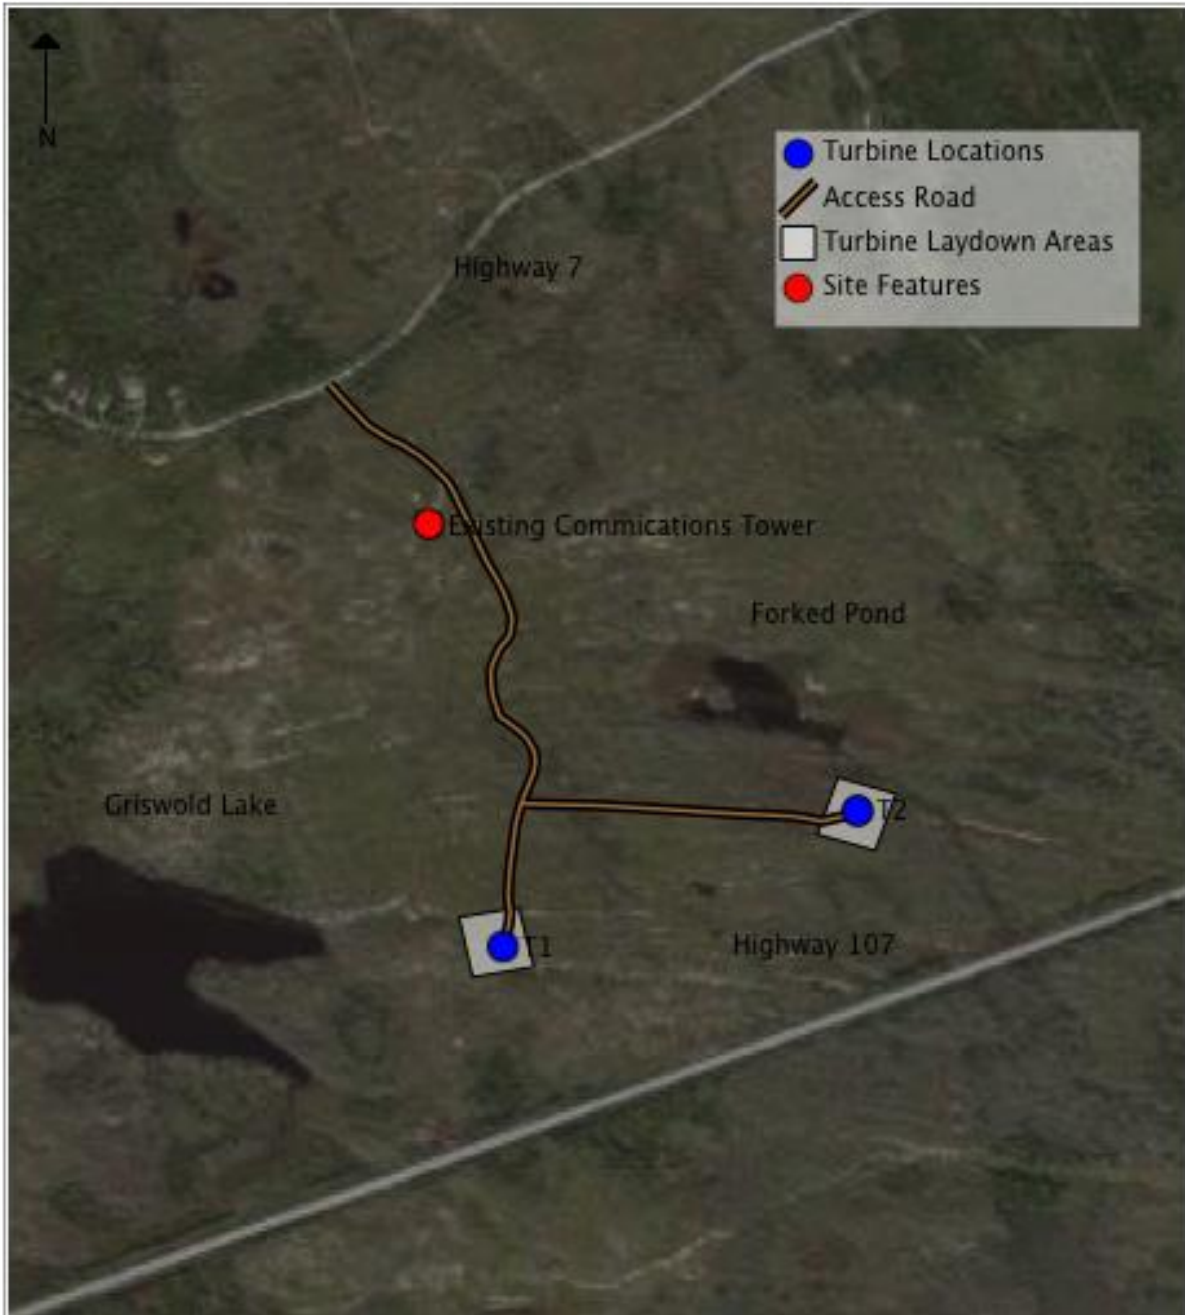 N
Turbine Locations
Access Road
Turbine Laydown Areas
Site Features
Highway 7
Existing Commications Tower
Forked Pond
Griswold Lake
T2
T1
Highway 107